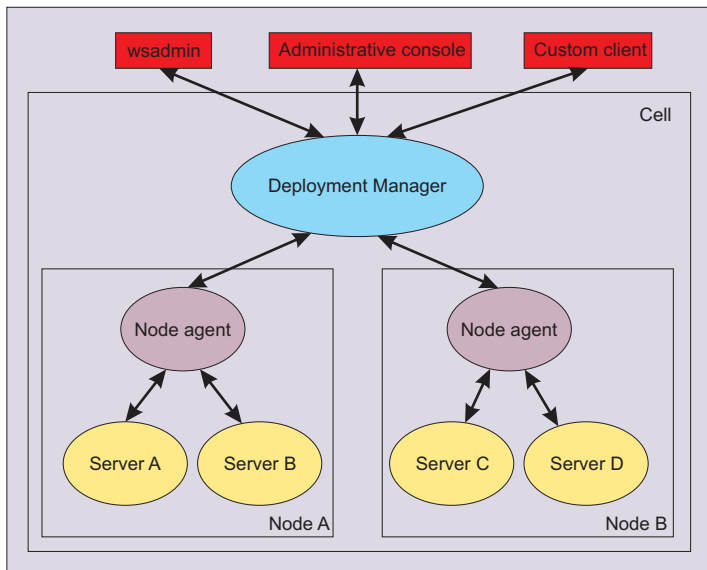 wsadmin
Administrative console
Custom client
Cell
Deployment Manager
Node agent
Node agent
Server A
Server B
Server C
Server D
Node A
Node B